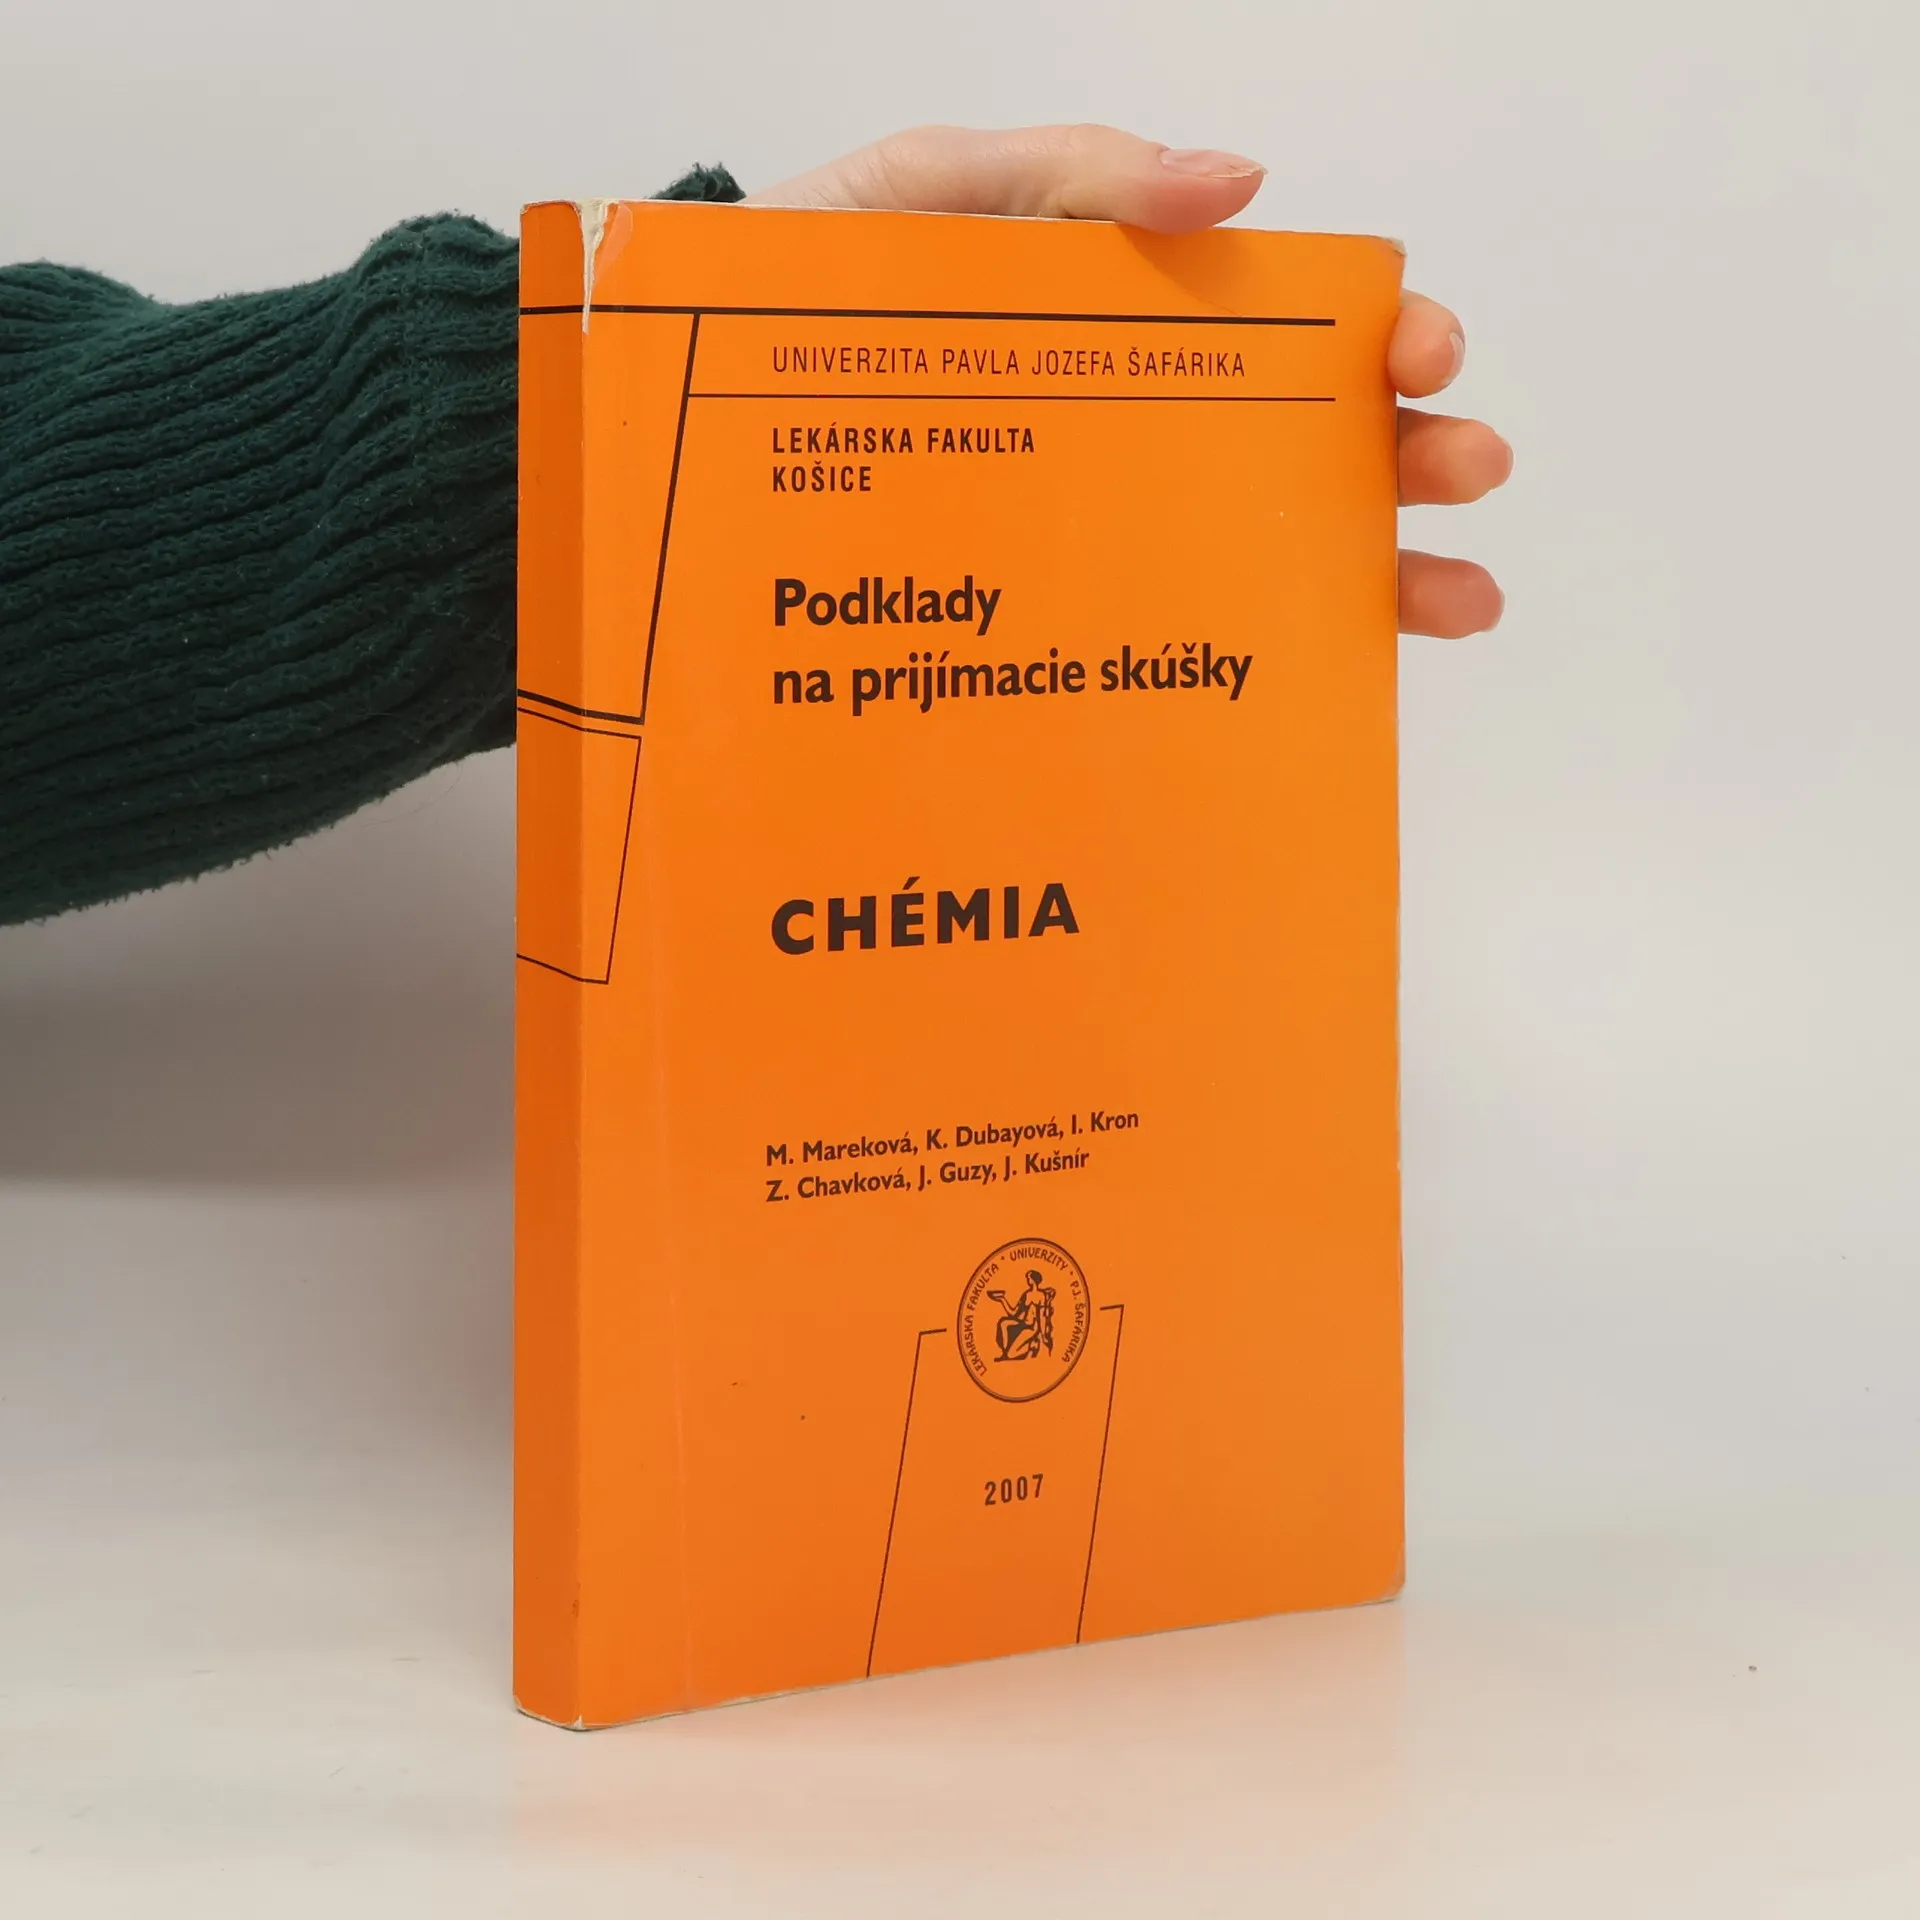 UNIVERZITA PAVLA JOZEFA ŠAFÁRIKA
LEKÁRSKA FAKULTA
KOŠICE
Podklady
na prijímacie skúšky
CHÉMIA
M. Mareková, K. Dubayová, I. Kron
Z. Chavková, J. Guzy, J. Kušnír
LEKÁRSKA FAKULTA • UNIVERZITY • P.J. ŠAFÁRIKA
2007